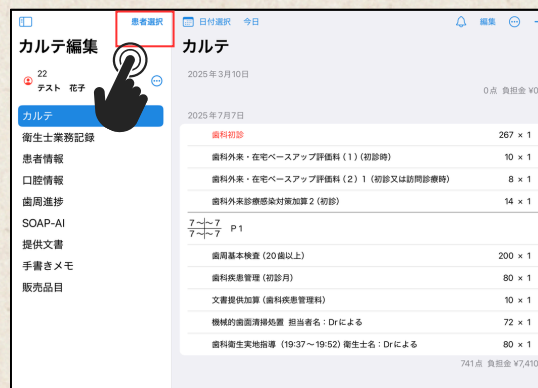 患者選択
日付選択 今日
編集
カルテ編集
カルテ
22
テスト 花子
2025年3月10日
0点 負担金 ¥0
カルテ
衛生士業務記録
患者情報
口腔情報
歯周進捗
SOAP-AI
提供文書
手書きメモ
販売品目
2025年7月7日
歯科初診 267 × 1
歯科外来・在宅ベースアップ評価料(1)(初診時) 10 × 1
歯科外来・在宅ベースアップ評価料(2)1(初診又は訪問診療時) 8 × 1
歯科外来診療感染対策加算2(初診) 14 × 1
7～～7
7～～7 P1
歯周基本検査(20歯以上) 200 × 1
歯科疾患管理(初診月) 80 × 1
文書提供加算(歯科疾患管理料) 10 × 1
機械的歯面清掃処置 担当者名:Drによる 72 × 1
歯科衛生実地指導 (19:37～19:52)衛生士名:Drによる 80 × 1
741点 負担金 ¥7,410